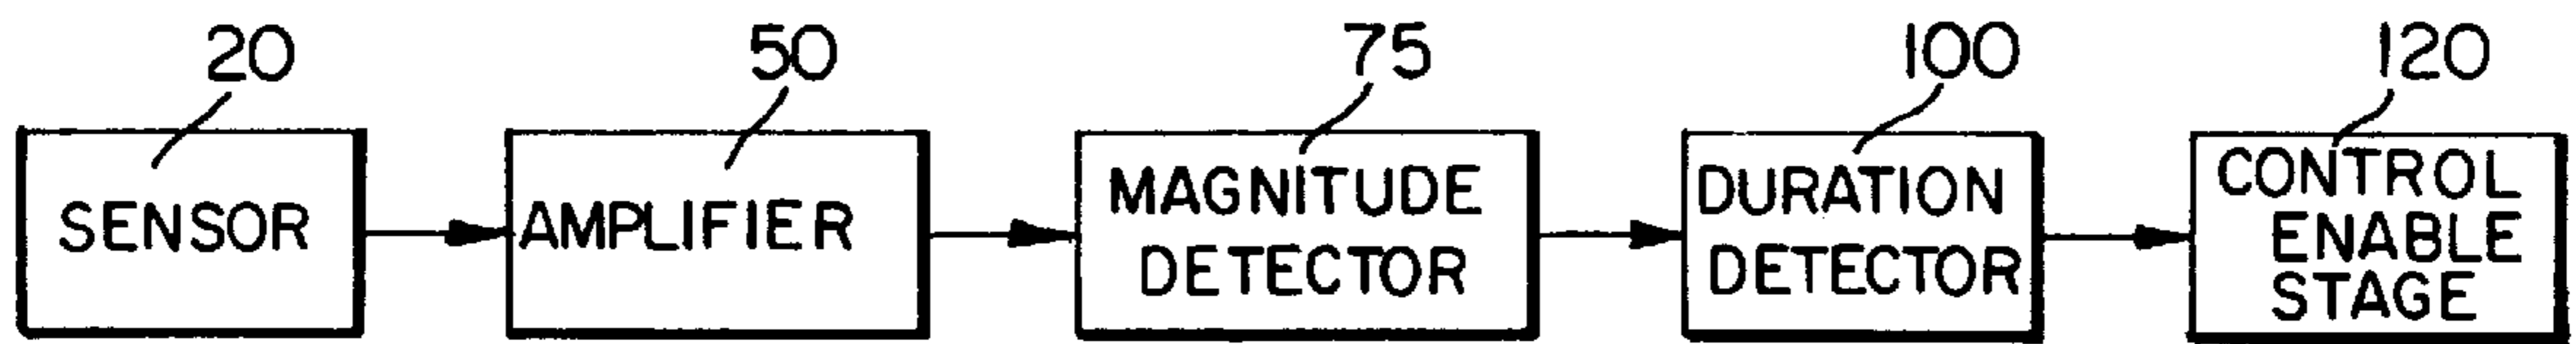 20
50
75
100
120
SENSOR
AMPLIFIER
MAGNITUDE
DETECTOR
DURATION
DETECTOR
CONTROL
ENABLE
STAGE